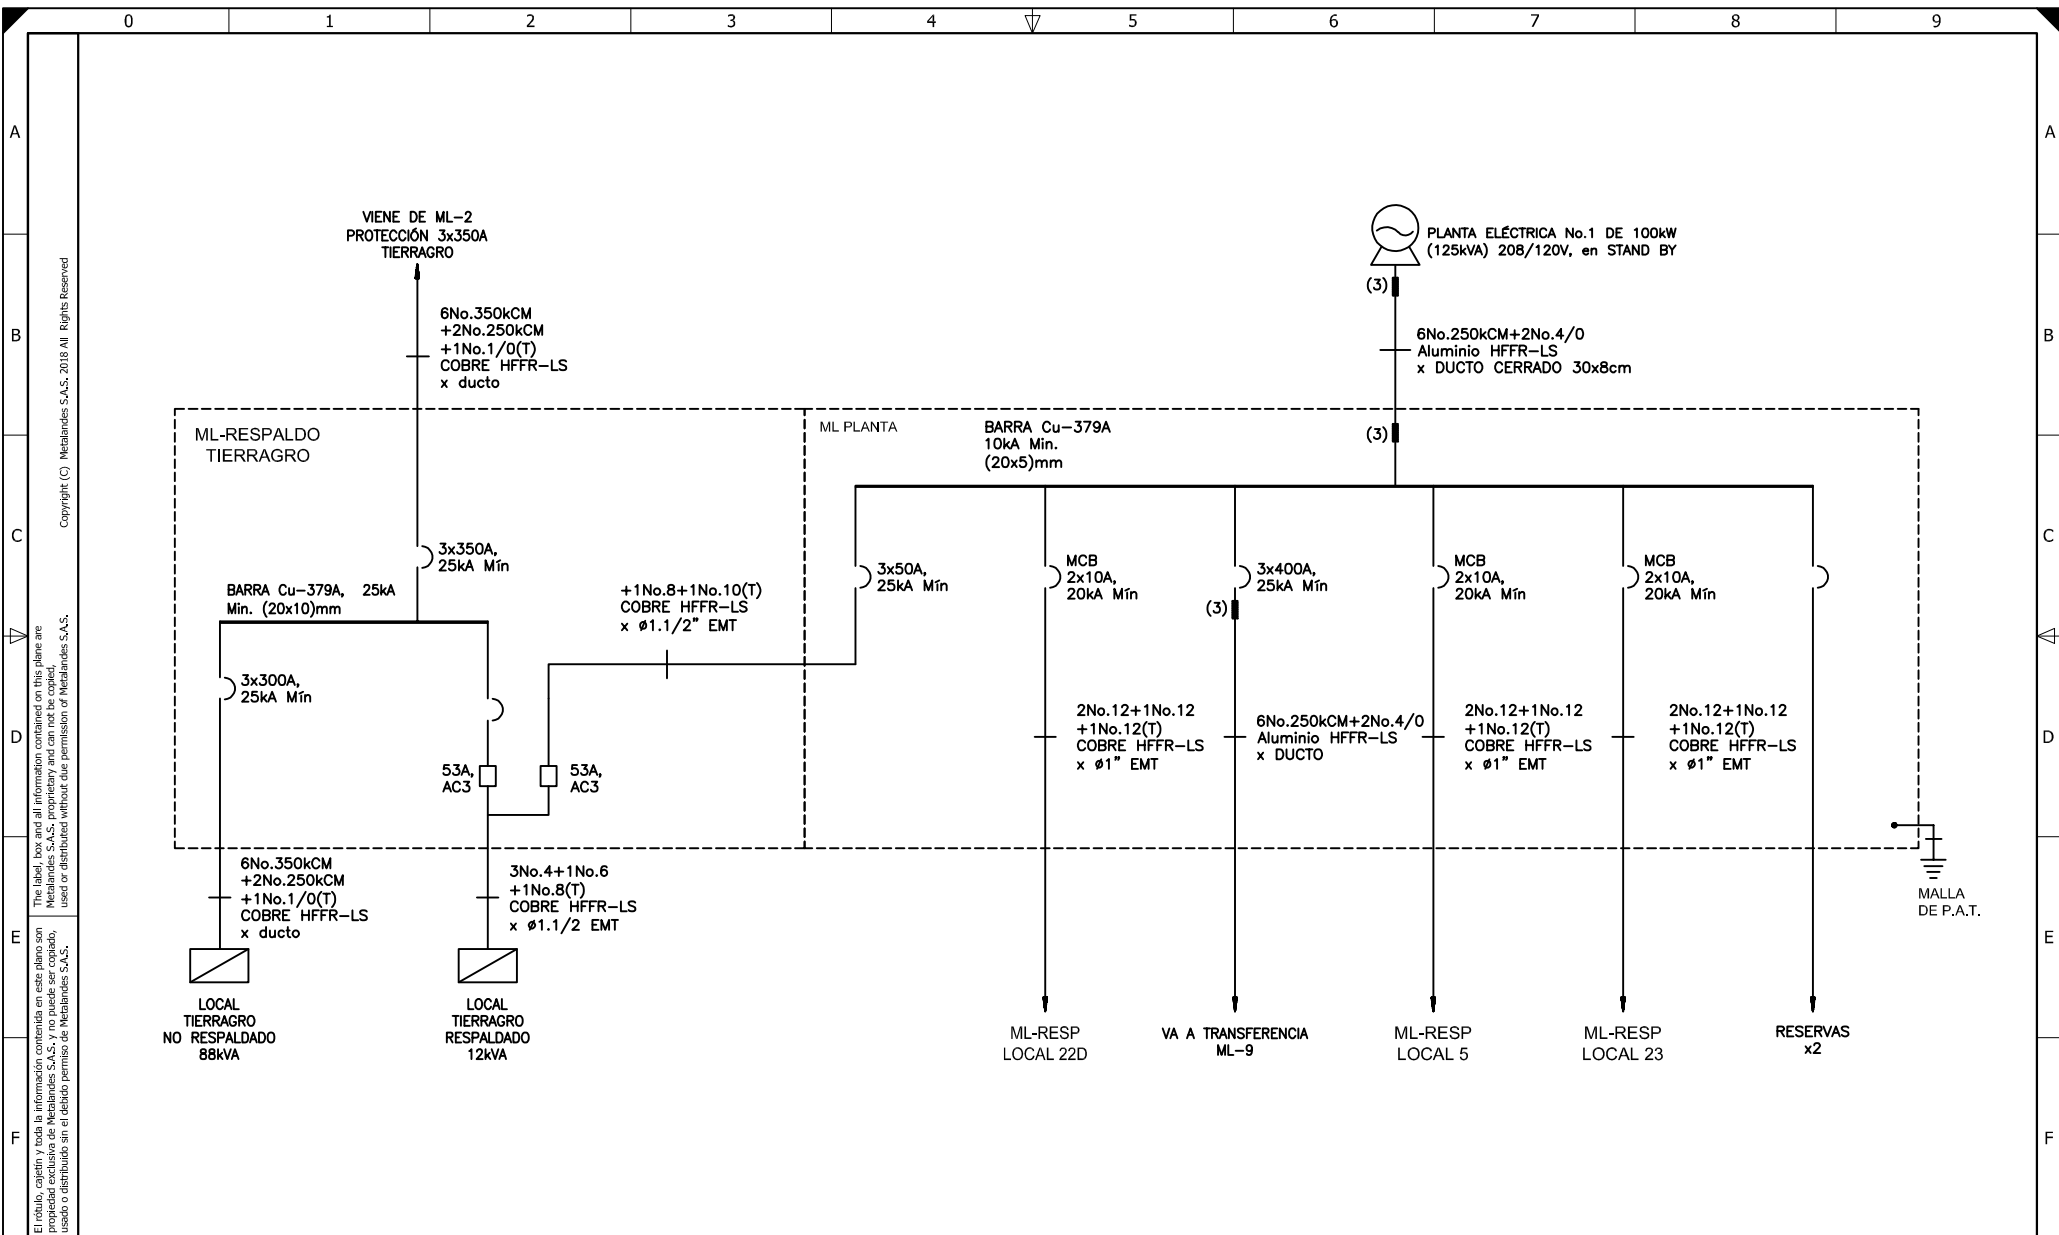 0 1 2 3 4 5 6 7 8 9
A
B
C
D
E
F
A
B
C
D
E
F
Copyright (C) Metalandes S.A.S. 2018 All Rights Reserved
The label, box and all information contained on this plane are
Metalandes S.A.S. proprietary and can not be copied,
used or distributed without due permission of Metalandes S.A.S.
El rótulo, cajetín y toda la información contenida en este plano son
propiedad exclusiva de Metalandes S.A.S. y no puede ser copiado,
usado o distribuido sin el debido permiso de Metalandes S.A.S.
VIENE DE ML-2
PROTECCIÓN 3x350A
TIERRAGRO
6No.350kCM
+2No.250kCM
+1No.1/0(T)
COBRE HFFR-LS
x ducto
PLANTA ELÉCTRICA No.1 DE 100kW
(125kVA) 208/120V, en STAND BY
(3)
6No.250kCM+2No.4/0
Aluminio HFFR-LS
x DUCTO CERRADO 30x8cm
(3)
ML-RESPALDO
TIERRAGRO
ML PLANTA
BARRA Cu-379A
10kA Min.
(20x5)mm
3x350A,
25kA Mín
BARRA Cu-379A, 25kA
Min. (20x10)mm
3x300A,
25kA Mín
+1No.8+1No.10(T)
COBRE HFFR-LS
x ø1.1/2" EMT
53A,
AC3
53A,
AC3
3x50A,
25kA Mín
MCB
2x10A,
20kA Mín
3x400A,
25kA Mín
(3)
MCB
2x10A,
20kA Mín
MCB
2x10A,
20kA Mín
2No.12+1No.12
+1No.12(T)
COBRE HFFR-LS
x ø1" EMT
6No.250kCM+2No.4/0
Aluminio HFFR-LS
x DUCTO
2No.12+1No.12
+1No.12(T)
COBRE HFFR-LS
x ø1" EMT
2No.12+1No.12
+1No.12(T)
COBRE HFFR-LS
x ø1" EMT
6No.350kCM
+2No.250kCM
+1No.1/0(T)
COBRE HFFR-LS
x ducto
3No.4+1No.6
+1No.8(T)
COBRE HFFR-LS
x ø1.1/2 EMT
MALLA
DE P.A.T.
LOCAL
TIERRAGRO
NO RESPALDADO
88kVA
LOCAL
TIERRAGRO
RESPALDADO
12kVA
ML-RESP
LOCAL 22D
VA A TRANSFERENCIA
ML-9
ML-RESP
LOCAL 5
ML-RESP
LOCAL 23
RESERVAS
x2